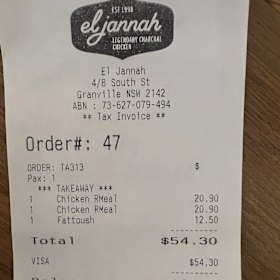 EST 1998
el jannah
LEGENDARY CHARCOAL
CHICKEN
El Jannah
4/8 South St
Granville NSW 2142
ABN : 73-627-079-494
** Tax Invoice **
Order#: 47
ORDER: TA313 $
Pax: 1
*** TAKEAWAY ***
1 Chicken RMeal 20.90
1 Chicken RMeal 20.90
1 Fattoush 12.50
Total $54.30
VISA $54.30